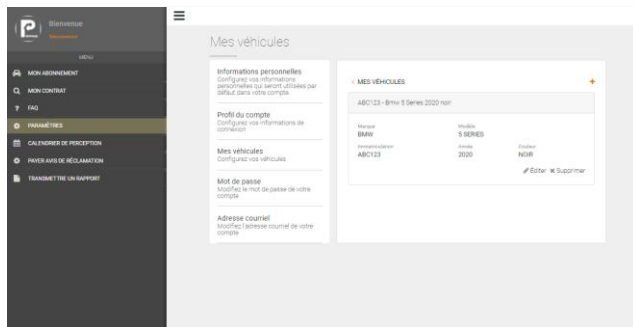 Bienvenue
MENU
MON ABONNEMENT
MON CONTRAT
FAQ
PARAMÈTRES
CALENDRIER DE PERCEPTION
PAYER AVIS DE RÉCLAMATION
TRANSMETTRE UN RAPPORT
Mes véhicules
Informations personnelles
Configurez vos informations
personnelles qui seront utilisées par
défaut dans votre compte.
Profil du compte
Configurez vos informations de
connexion
Mes véhicules
Configurez vos véhicules
Mot de passe
Modifiez le mot de passe de votre
compte
Adresse courriel
Modifiez l'adresse courriel de votre
compte
MES VÉHICULES
ABC123 - Bmw 5 Series 2020 noir
Marque Modèle
BMW 5 SERIES
Immatriculation Année Couleur
ABC123 2020 NOIR
Éditer Supprimer